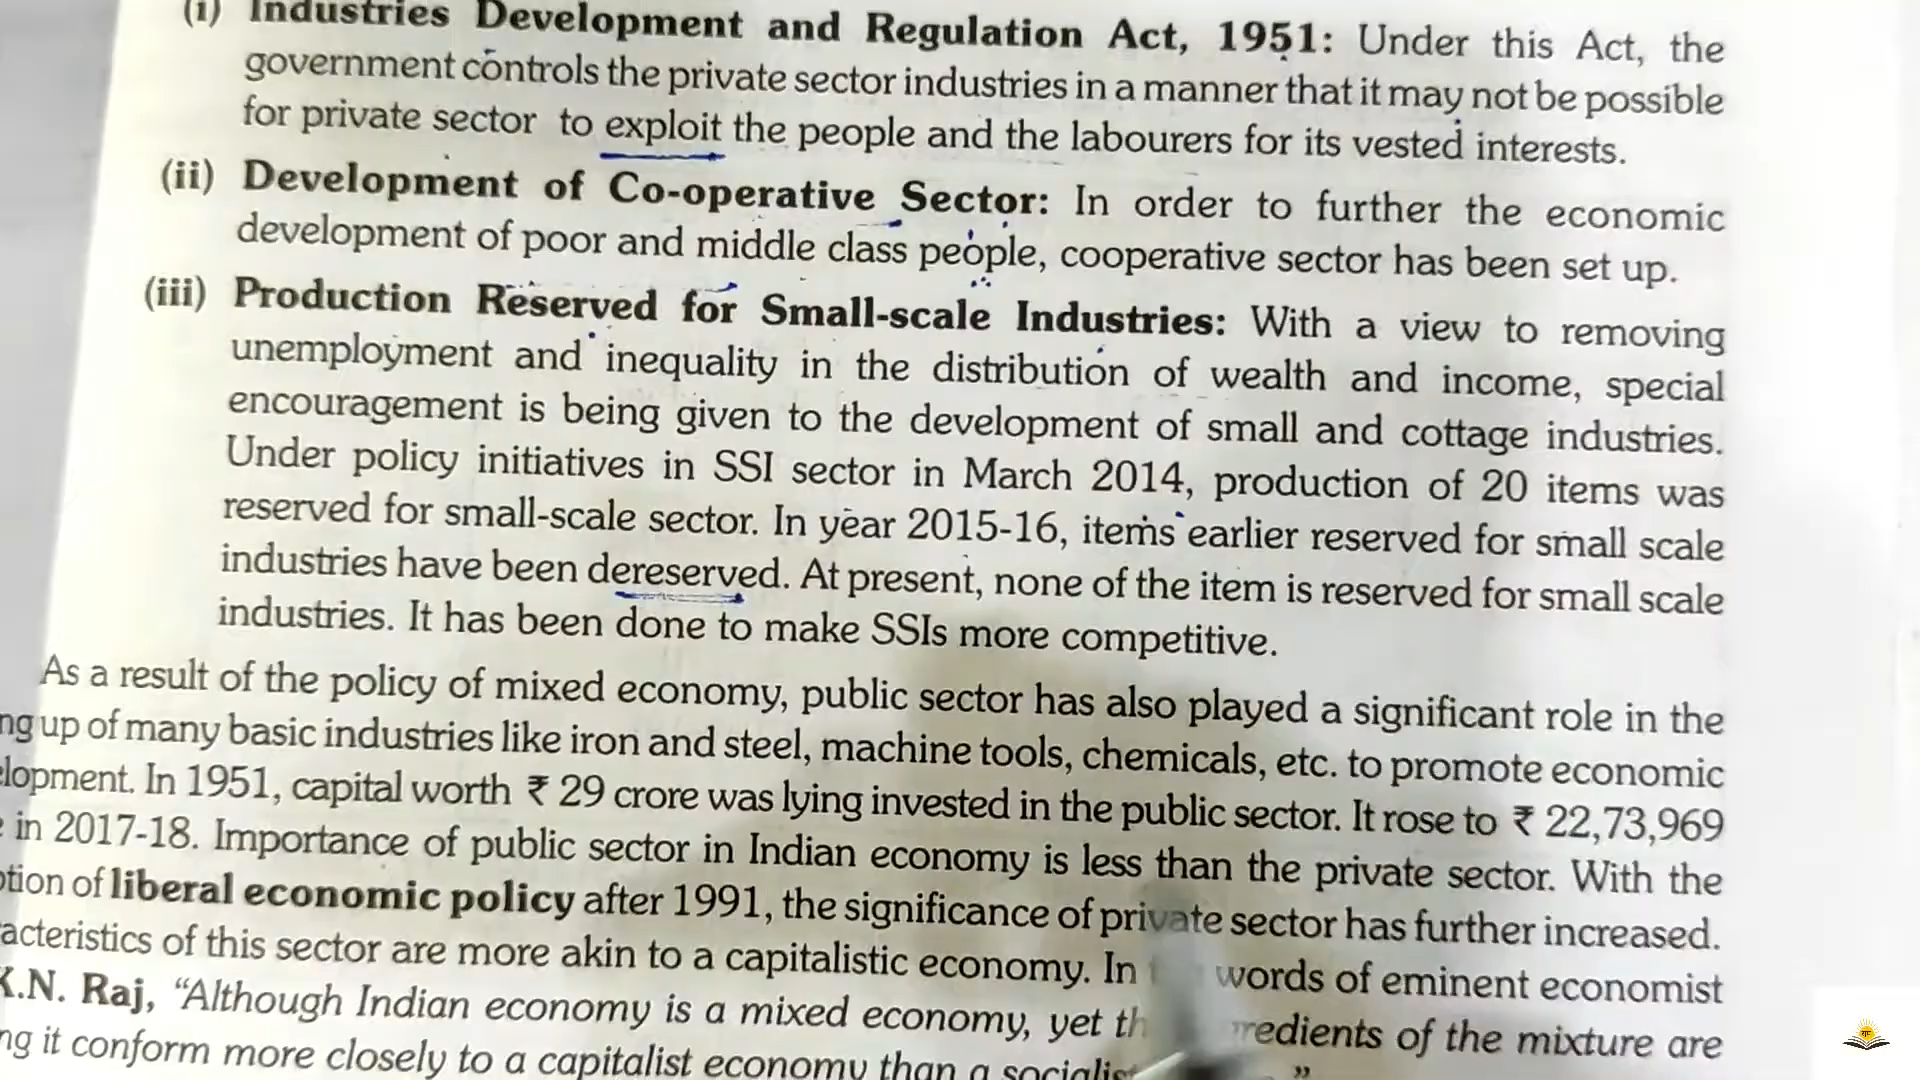 (i) Industries Development and Regulation Act, 1951: Under this Act, the
government controls the private sector industries in a manner that it may not be possible
for private sector to exploit the people and the labourers for its vested interests.
(ii) Development of Co-operative Sector: In order to further the economic
development of poor and middle class people, cooperative sector has been set up.
(iii) Production Reserved for Small-scale Industries: With a view to removing
unemployment and inequality in the distribution of wealth and income, special
encouragement is being given to the development of small and cottage industries.
Under policy initiatives in SSI sector in March 2014, production of 20 items was
reserved for small-scale sector. In year 2015-16, items earlier reserved for small scale
industries have been dereserved. At present, none of the item is reserved for small scale
industries. It has been done to make SSIs more competitive.
As a result of the policy of mixed economy, public sector has also played a significant role in the
up of many basic industries like iron and steel, machine tools, chemicals, etc. to promote economic
In 1951, capital worth ₹ 29 crore was lying invested in the public sector. It rose to ₹ 22,73,969
in 2017-18. Importance of public sector in Indian economy is less than the private sector. With the
of liberal economic policy after 1991, the significance of private sector has further increased.
of this sector are more akin to a capitalistic economy. In words of eminent economist
K.N. Raj, “Although Indian economy is a mixed economy, yet of the mixture are
it conform more closely to a capitalist economy than a ”